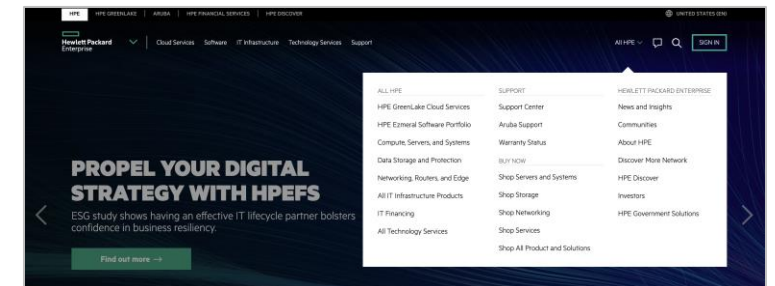 HPE HPE GREENLAKE ARUBA HPE FINANCIAL SERVICES HPE DISCOVER UNITED STATES (EN)
Hewlett Packard
Enterprise
Cloud Services Software IT Infrastructure Technology Services Support All HPE SIGN IN
PROPEL YOUR DIGITAL
STRATEGY WITH HPEFS
ESG study shows having an effective IT lifecycle partner bolsters
confidence in business resiliency.
Find out more →
ALL HPE
HPE GreenLake Cloud Services
HPE Ezmeral Software Portfolio
Compute, Servers, and Systems
Data Storage and Protection
Networking, Routers, and Edge
All IT Infrastructure Products
IT Financing
All Technology Services
SUPPORT
Support Center
Aruba Support
Warranty Status
BUY NOW
Shop Servers and Systems
Shop Storage
Shop Networking
Shop Services
Shop All Product and Solutions
HEWLETT PACKARD ENTERPRISE
News and Insights
Communities
About HPE
Discover More Network
HPE Discover
Investors
HPE Government Solutions